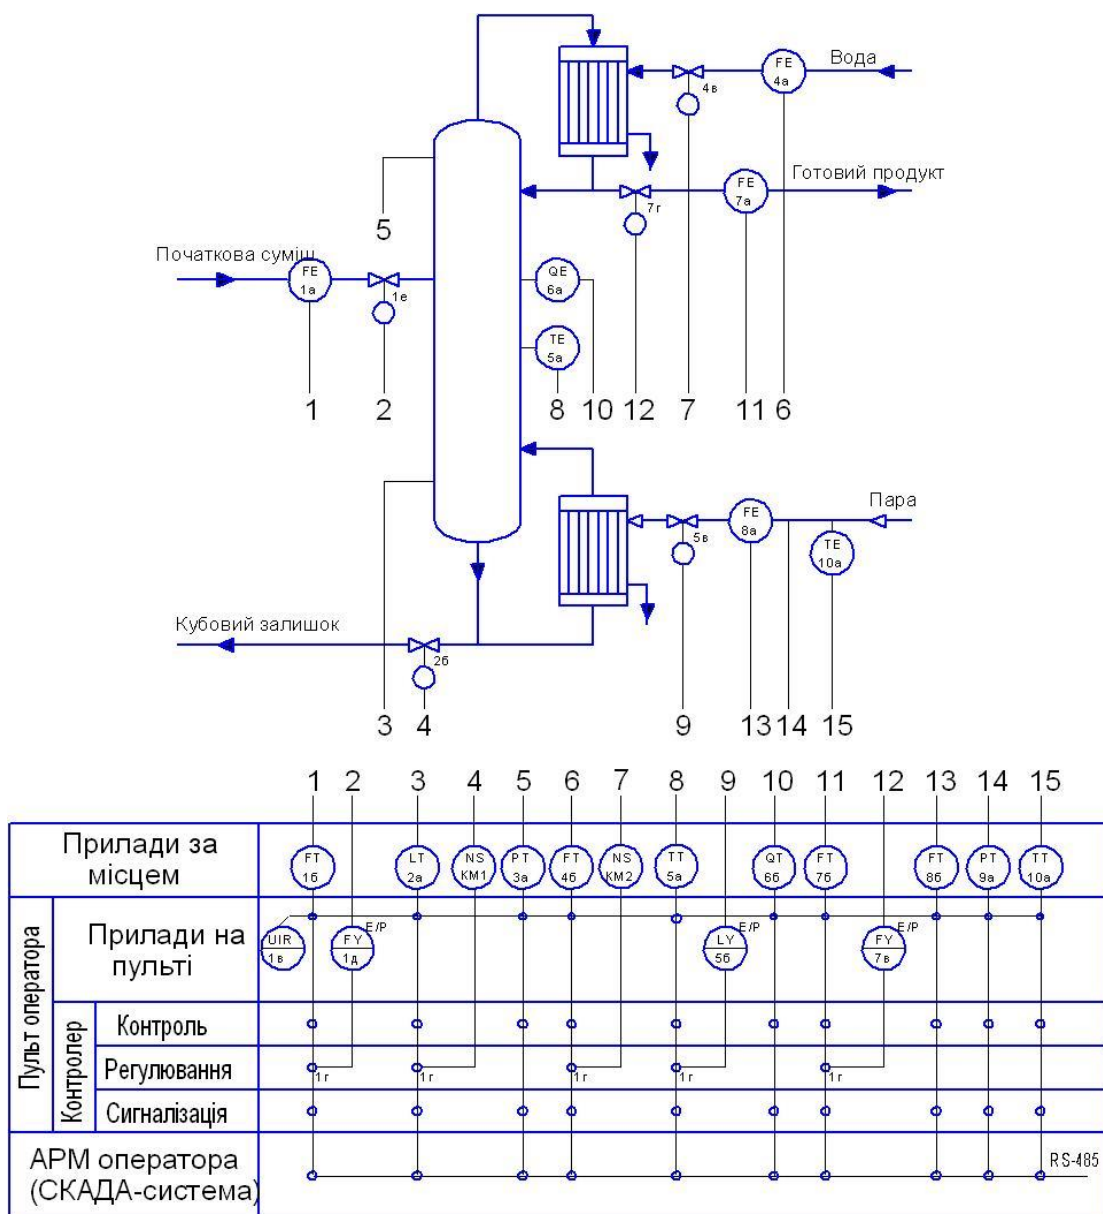 FE
4а
Вода
4в
Готовий продукт
FE
7а
7г
5
Початкова суміш
FE
1а
1е
QE
6а
TE
5а
1 2 8 10 12 7 11 6
Пара
FE
8а
5в
TE
10а
Кубовий залишок
2б
3 4 9 13 14 15
1 2 3 4 5 6 7 8 9 10 11 12 13 14 15
Прилади за
місцем
FT
1б
LT
2а
NS
КМ1
PT
3а
FT
4б
NS
КМ2
TT
5а
QT
6б
FT
7б
FT
8б
PT
9а
TT
10а
Пульт оператора
Прилади на
пульті
UIR
1в
FY
1д
E/P
LY
5б
E/P
FY
7в
E/P
Контролер
Контроль
Регулювання
1г 1г 1г 1г 1г
Сигналізація
АРМ оператора
(СКАДА-система)
RS-485